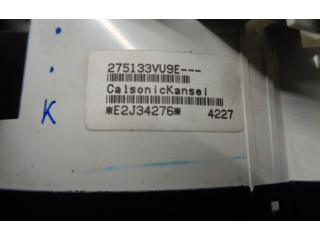 275133VU9E---
CalsonicKansei
*E2J34276* 4227
K